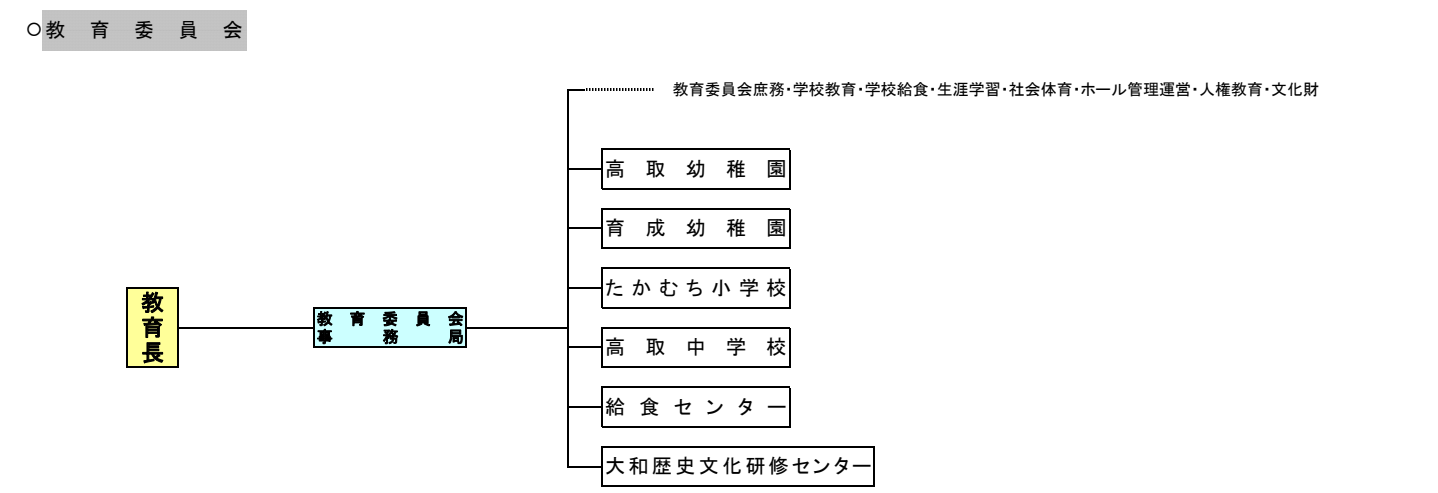 ○教育委員会
教育委員会庶務・学校教育・学校給食・生涯学習・社会体育・ホール管理運営・人権教育・文化財
高取幼稚園
育成幼稚園
たかむち小学校
教育長
教育委員会
事務局
高取中学校
給食センター
大和歴史文化研修センター